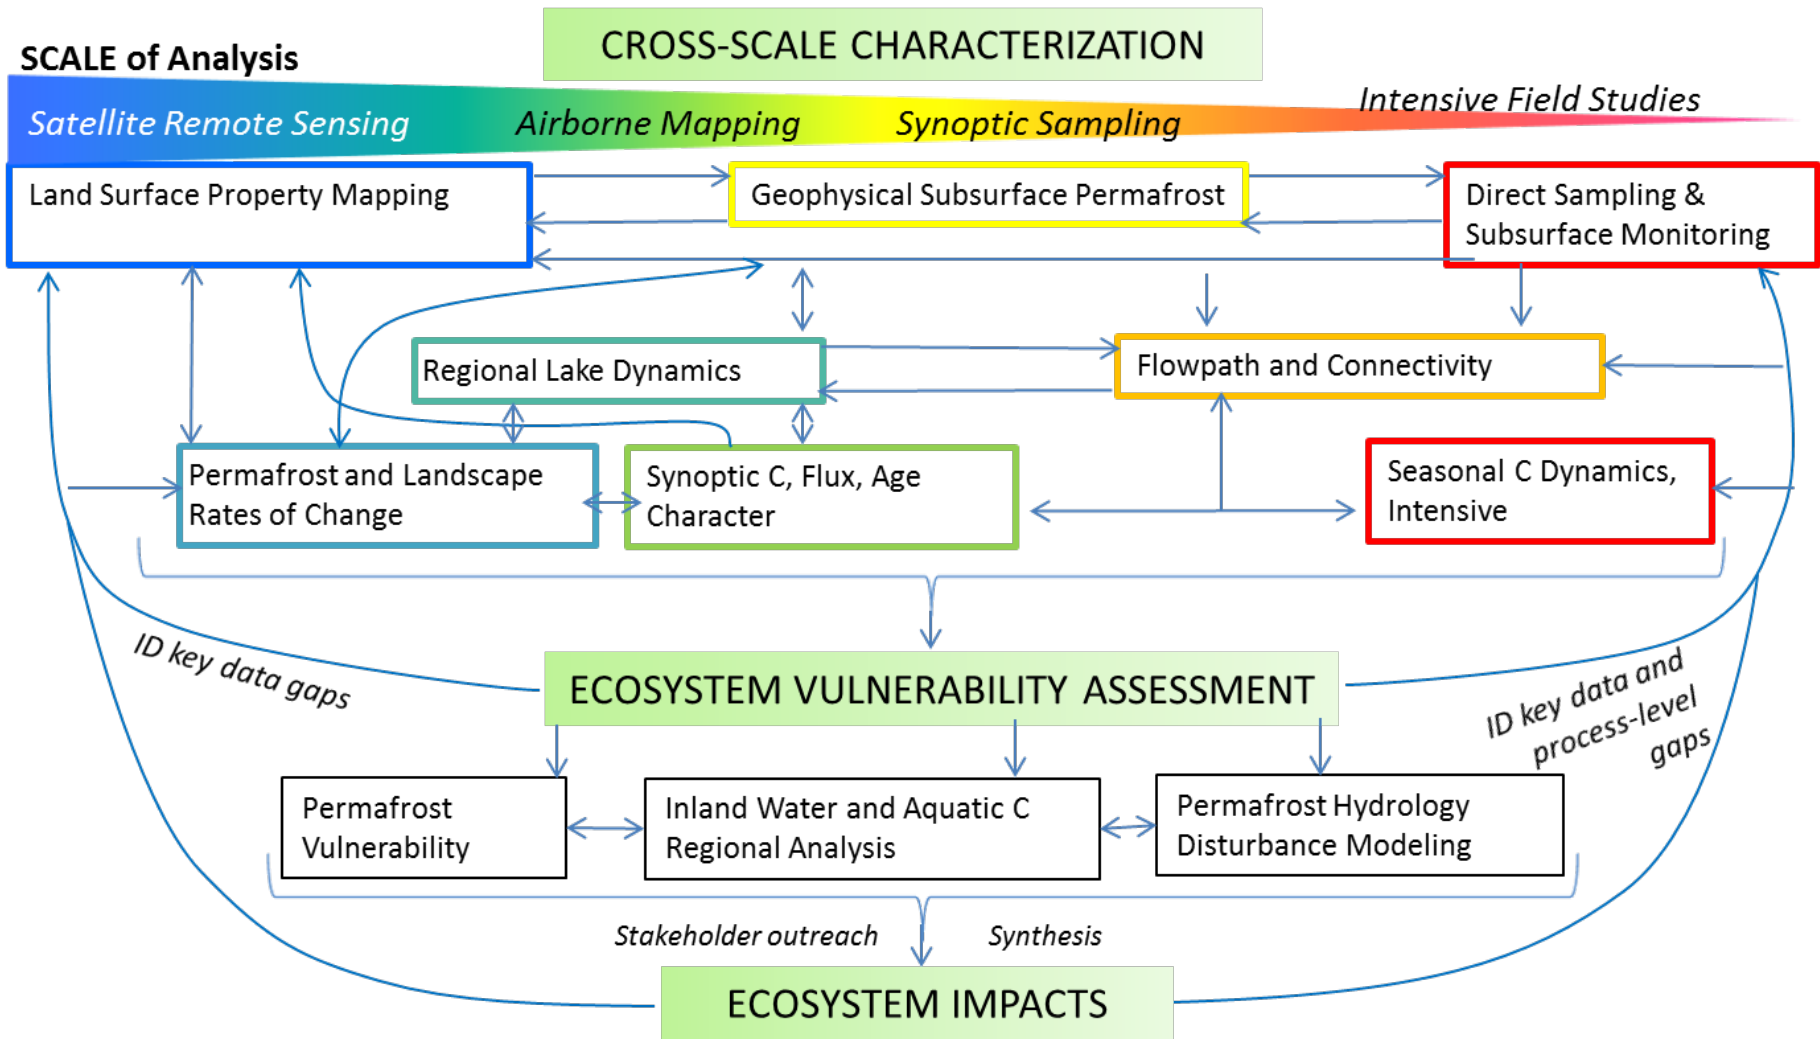 CROSS-SCALE CHARACTERIZATION
SCALE of Analysis
Satellite Remote Sensing
Airborne Mapping
Synoptic Sampling
Intensive Field Studies
Land Surface Property Mapping
Geophysical Subsurface Permafrost
Direct Sampling &
Subsurface Monitoring
Regional Lake Dynamics
Flowpath and Connectivity
Permafrost and Landscape
Rates of Change
Synoptic C, Flux, Age
Character
Seasonal C Dynamics,
Intensive
ID key data gaps
ECOSYSTEM VULNERABILITY ASSESSMENT
ID key data and
process-level
gaps
Permafrost
Vulnerability
Inland Water and Aquatic C
Regional Analysis
Permafrost Hydrology
Disturbance Modeling
Stakeholder outreach
Synthesis
ECOSYSTEM IMPACTS